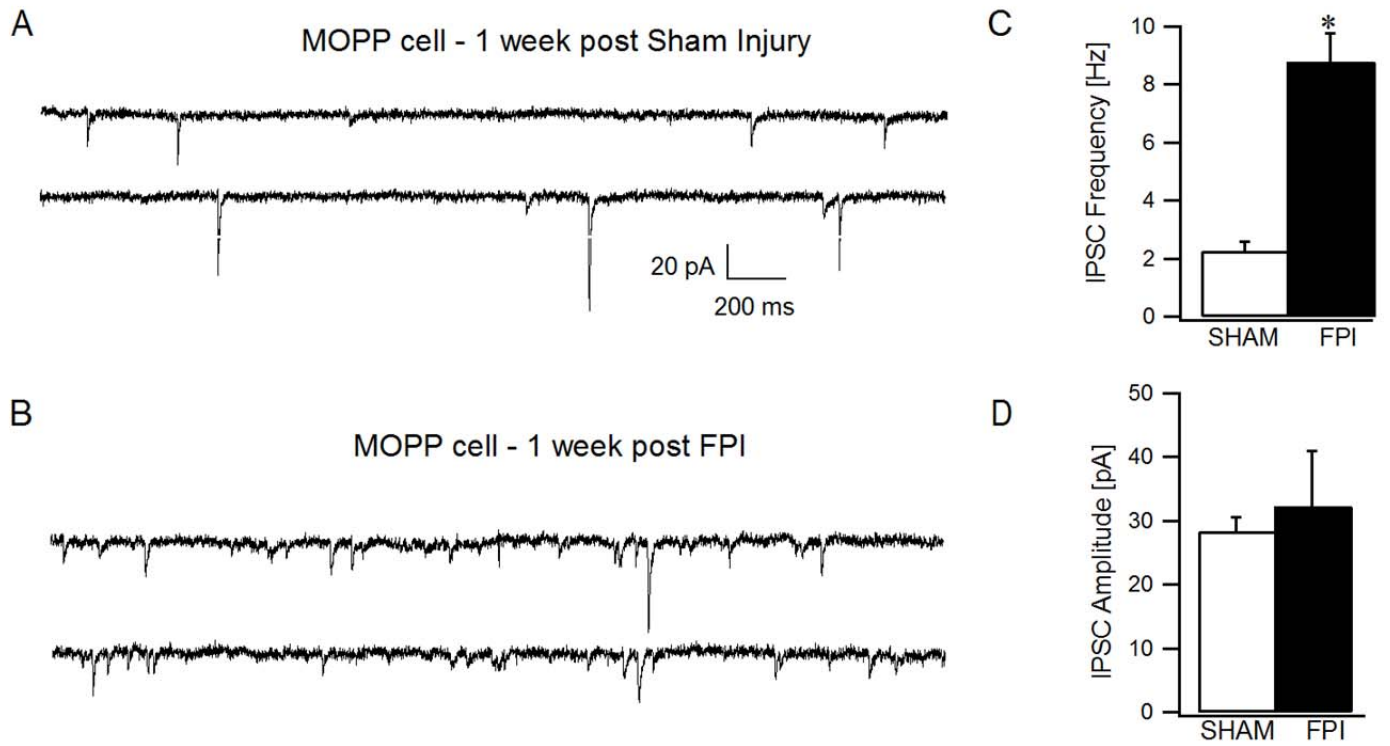 A
MOPP cell - 1 week post Sham Injury
20 pA
200 ms
B
MOPP cell - 1 week post FPI
C
IPSC Frequency [Hz]
10
8
6
4
2
0
*
SHAM FPI
D
IPSC Amplitude [pA]
50
40
30
20
10
0
SHAM FPI